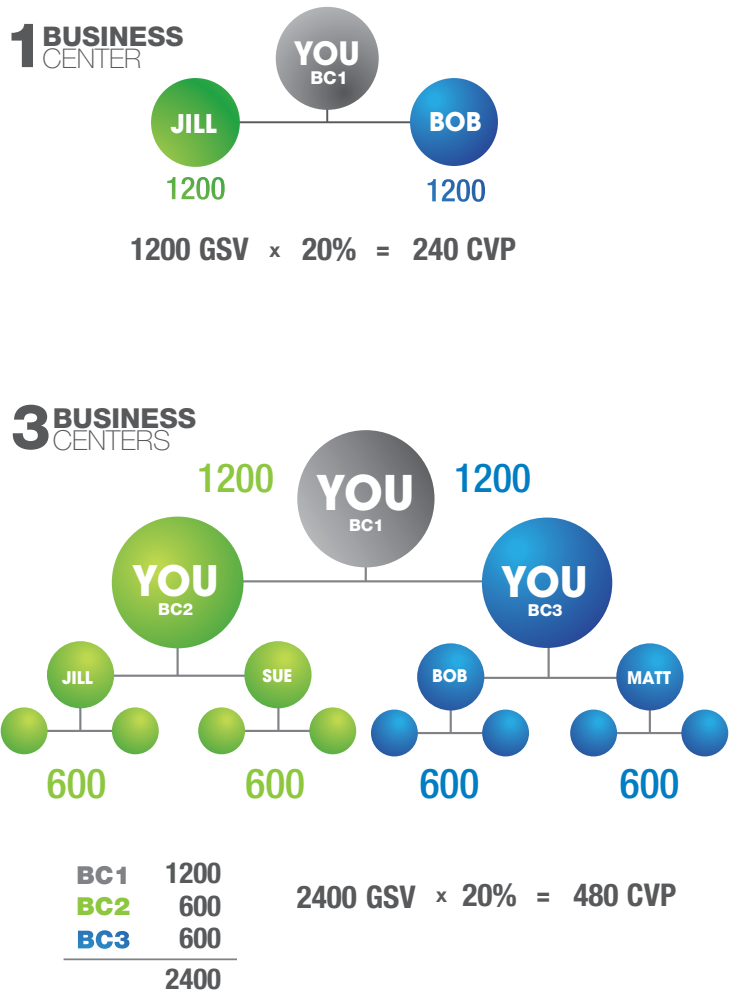 1 BUSINESS CENTER
YOU
BC1
JILL
BOB
1200
1200
1200 GSV x 20% = 240 CVP
3 BUSINESS CENTERS
1200
YOU
BC1
1200
YOU
BC2
YOU
BC3
JILL
SUE
BOB
MATT
600
600
600
600
BC1 1200
BC2 600
BC3 600
2400
2400 GSV x 20% = 480 CVP